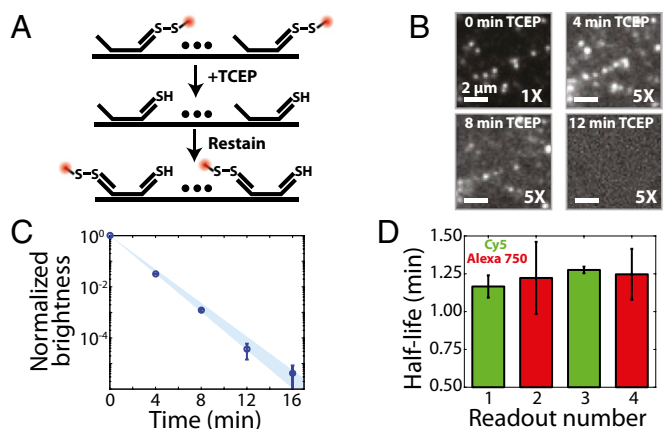 A
S-S
S-S
+TCEP
SH
SH
Restain
S-S
SH
S-S
SH
B
0 min TCEP
2 μm
1X
4 min TCEP
5X
8 min TCEP
5X
12 min TCEP
5X
C
Normalized
brightness
10⁰
10⁻²
10⁻⁴
0 4 8 12 16
Time (min)
D
Half-life (min)
1.50
1.25
1.00
0.75
0.50
Cy5
Alexa 750
1 2 3 4
Readout number